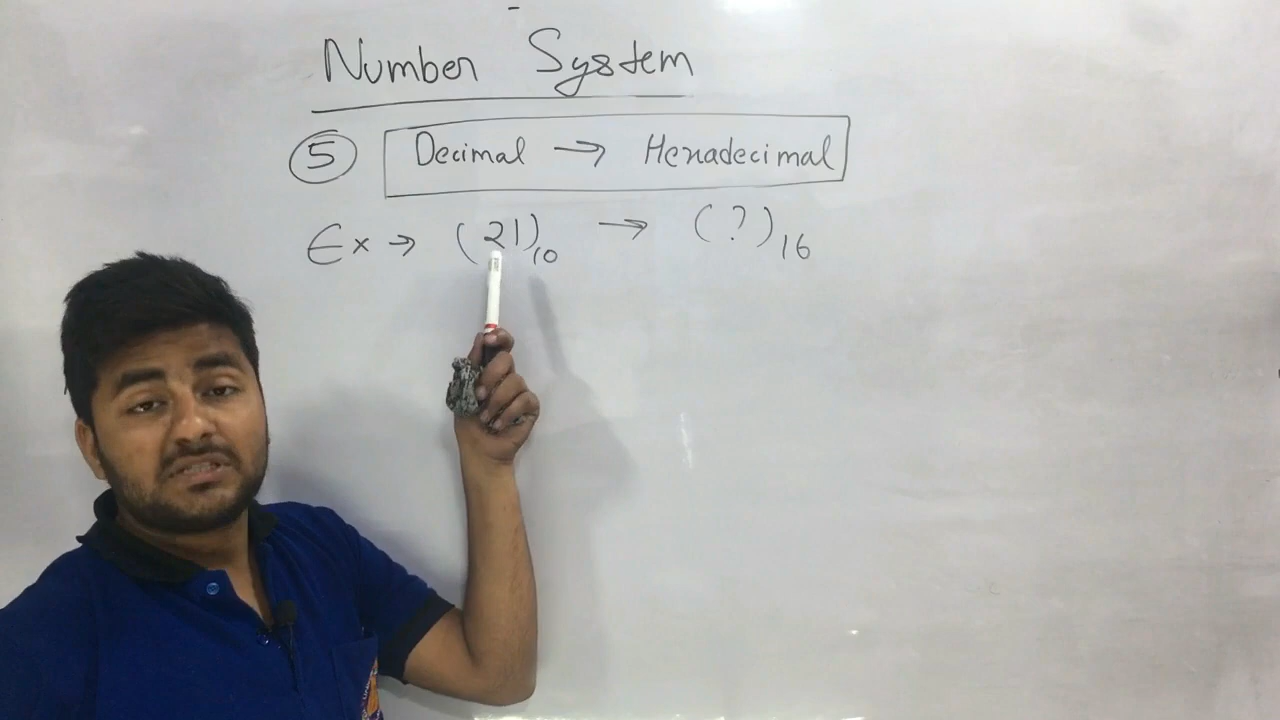 Number System
5 Decimal → Hexadecimal
Ex → (21)10 → (?)16